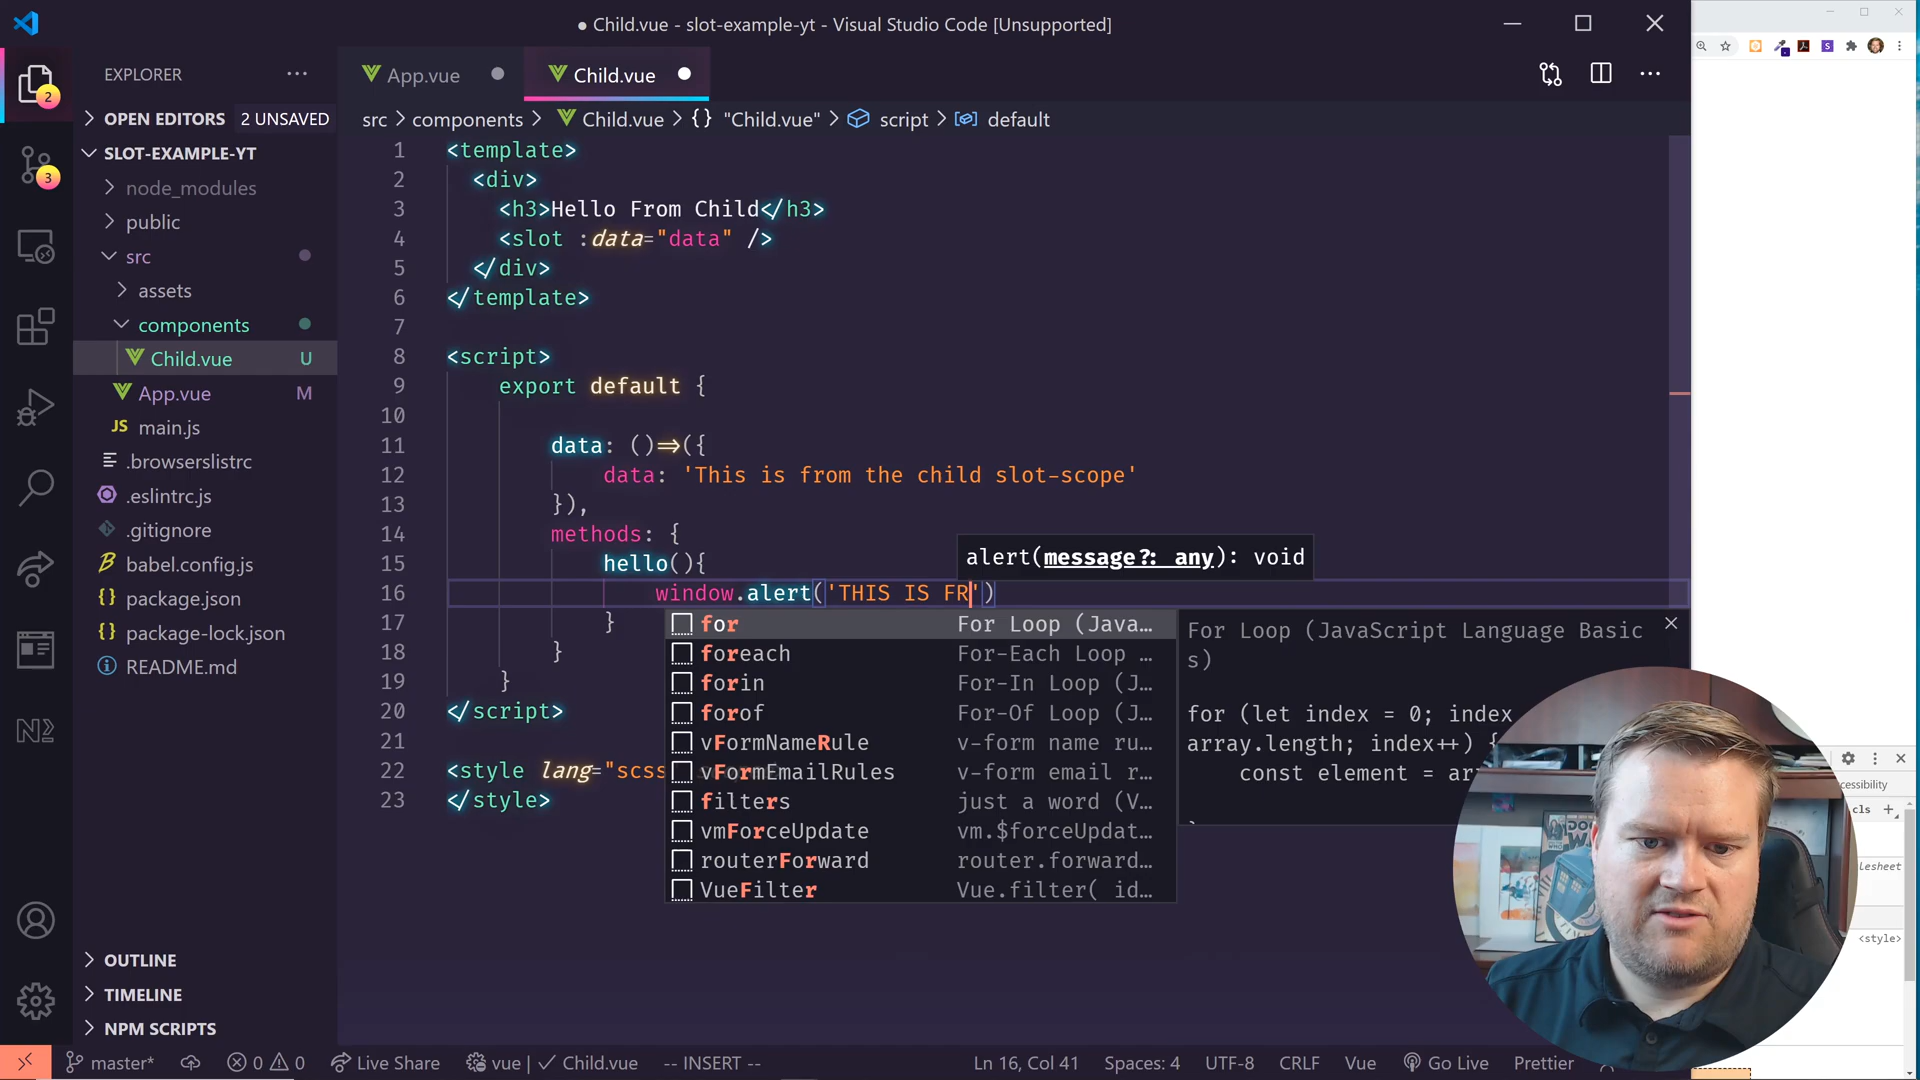 ● Child.vue - slot-example-yt - Visual Studio Code [Unsupported]
EXPLORER
App.vue
Child.vue
2
OPEN EDITORS 2 UNSAVED
src > components > Child.vue > {} "Child.vue" > script > default
SLOT-EXAMPLE-YT
3
node_modules
public
src
assets
components
Child.vue U
App.vue M
JS main.js
.browserslistrc
.eslintrc.js
.gitignore
babel.config.js
package.json
package-lock.json
README.md
OUTLINE
TIMELINE
NPM SCRIPTS
1 <template>
2 <div>
3 <h3>Hello From Child</h3>
4 <slot :data="data" />
5 </div>
6 </template>
7
8 <script>
9 export default {
10
11 data: ()=>({
12 data: 'This is from the child slot-scope'
13 }),
14 methods: {
15 hello(){
alert(message?: any): void
16 window.alert('THIS IS FR')
17 }
18 }
19 }
20 </script>
21
22 <style lang="scss
23 </style>
for For Loop (Java…
foreach For-Each Loop …
forin For-In Loop (J…
forof For-Of Loop (J…
vFormNameRule v-form name ru…
vFormEmailRules v-form email r…
filters just a word (V…
vmForceUpdate vm.$forceUpdat…
routerForward router.forward…
VueFilter Vue.filter( id…
For Loop (JavaScript Language Basic
s)
for (let index = 0; index
array.length; index++) {
const element = ar
cessibility
cls
lesheet
<style>
master* 0 0 Live Share vue | Child.vue -- INSERT -- Ln 16, Col 41 Spaces: 4 UTF-8 CRLF Vue Go Live Prettier